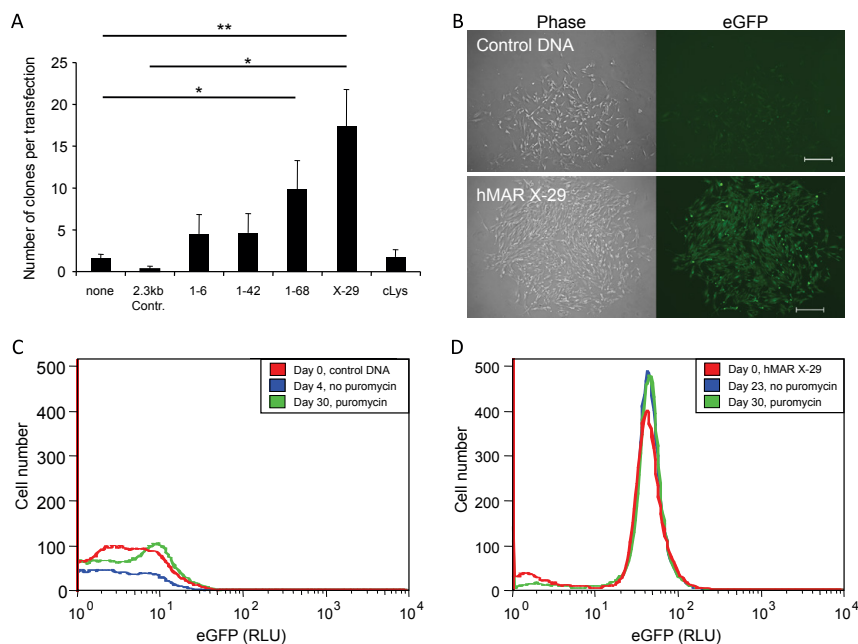 A
Number of clones per transfection
**
*
*
25
20
15
10
5
0
none
2.3kb
Contr.
1-6
1-42
1-68
X-29
cLys
B
Phase
eGFP
Control DNA
hMAR X-29
C
Cell number
500
400
300
200
100
0
Day 0, control DNA
Day 4, no puromycin
Day 30, puromycin
10^0
10^1
10^2
10^3
10^4
eGFP (RLU)
D
Cell number
500
400
300
200
100
0
Day 0, hMAR X-29
Day 23, no puromycin
Day 30, puromycin
10^0
10^1
10^2
10^3
10^4
eGFP (RLU)